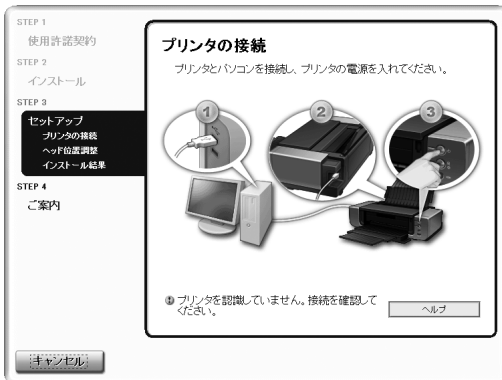 STEP 1
使用許諾契約
STEP 2
インストール
STEP 3
セットアップ
プリンタの接続
ヘッド位置調整
インストール結果
STEP 4
ご案内
プリンタの接続
プリンタとパソコンを接続し、プリンタの電源を入れてください。
1
2
3
プリンタを認識していません。接続を確認して
ください。
ヘルプ
キャンセル